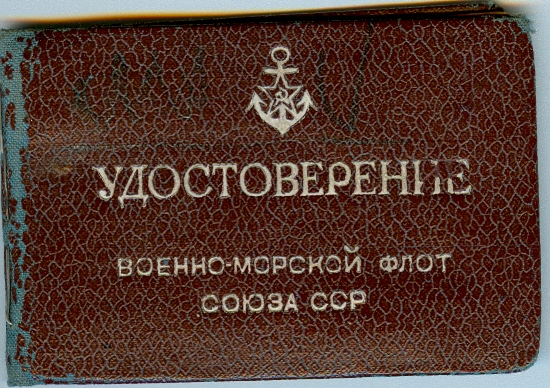 УДОСТОВЕРЕНИЕ
ВОЕННО-МОРСКОЙ ФЛОТ
СОЮЗА ССР